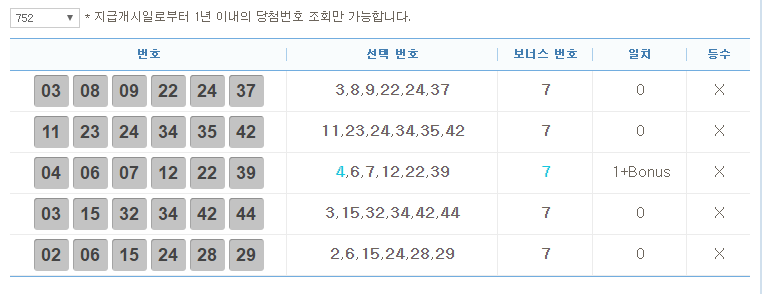 752 * 지급개시일로부터 1년 이내의 당첨번호 조회만 가능합니다.
번호 선택 번호 보너스 번호 일치 등수
03 08 09 22 24 37 3,8,9,22,24,37 7 0 X
11 23 24 34 35 42 11,23,24,34,35,42 7 0 X
04 06 07 12 22 39 4,6,7,12,22,39 7 1+Bonus X
03 15 32 34 42 44 3,15,32,34,42,44 7 0 X
02 06 15 24 28 29 2,6,15,24,28,29 7 0 X